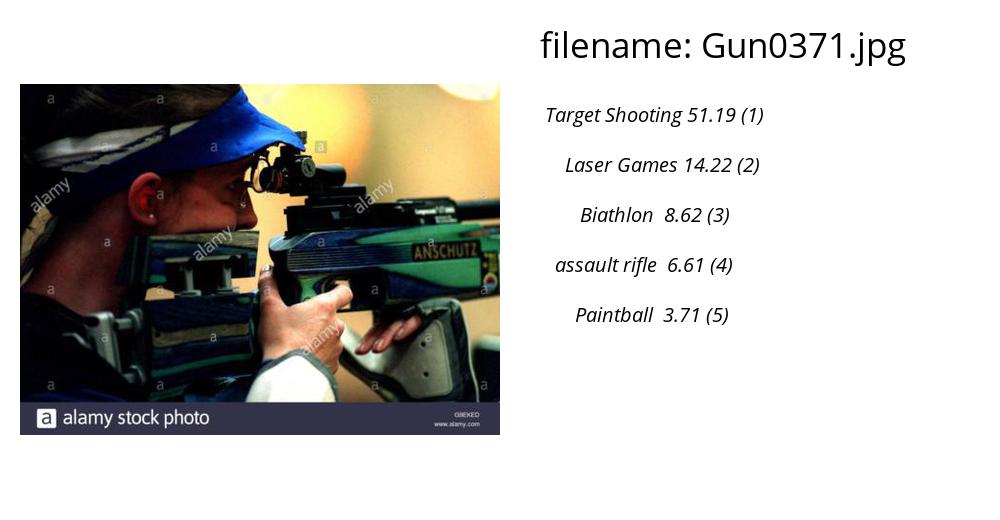 filename: Gun0371.jpg
Target Shooting 51.19 (1)
Laser Games 14.22 (2)
Biathlon 8.62 (3)
assault rifle 6.61 (4)
Paintball 3.71 (5)
alamy
alamy
alamy
alamy
ANSCHUTZ
a alamy stock photo
G8EKED
www.alamy.com